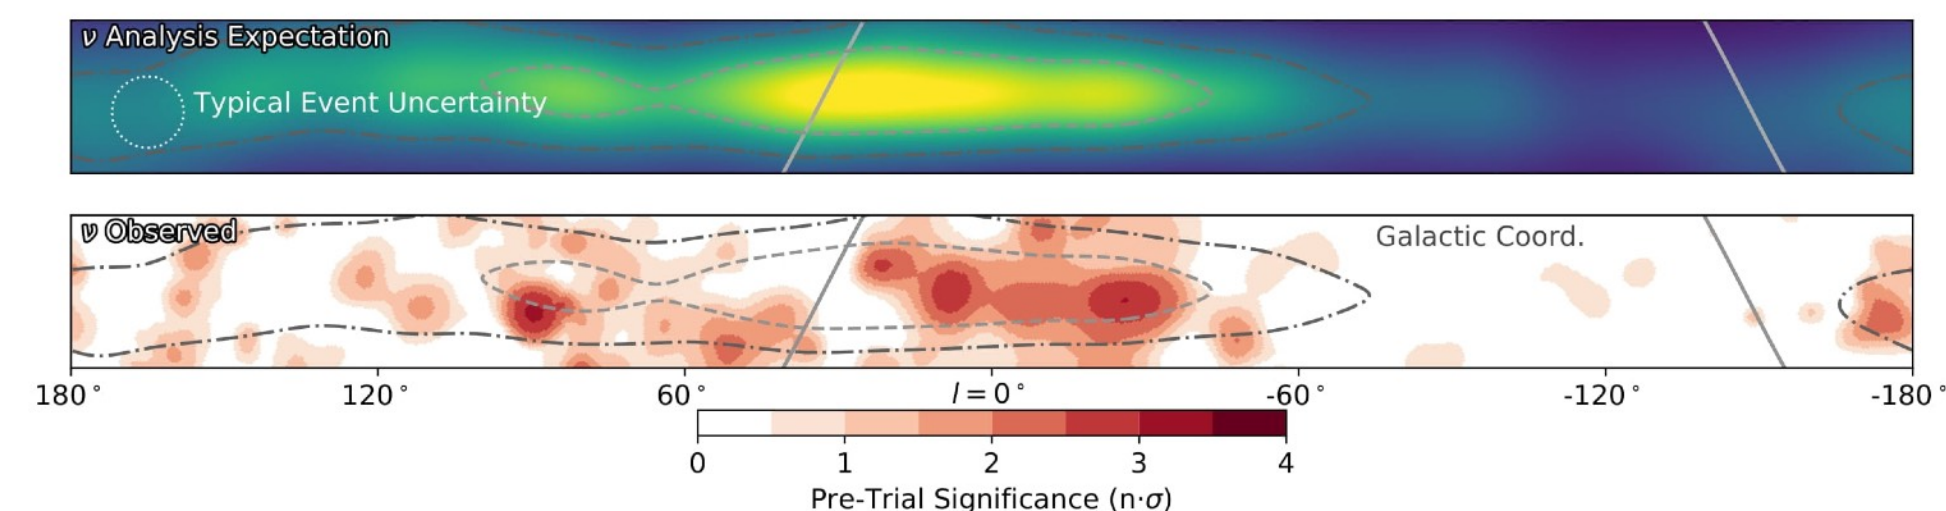 ν Analysis Expectation
Typical Event Uncertainty
ν Observed
Galactic Coord.
180° 120° 60° l = 0° -60° -120° -180°
0 1 2 3 4
Pre-Trial Significance (n·σ)